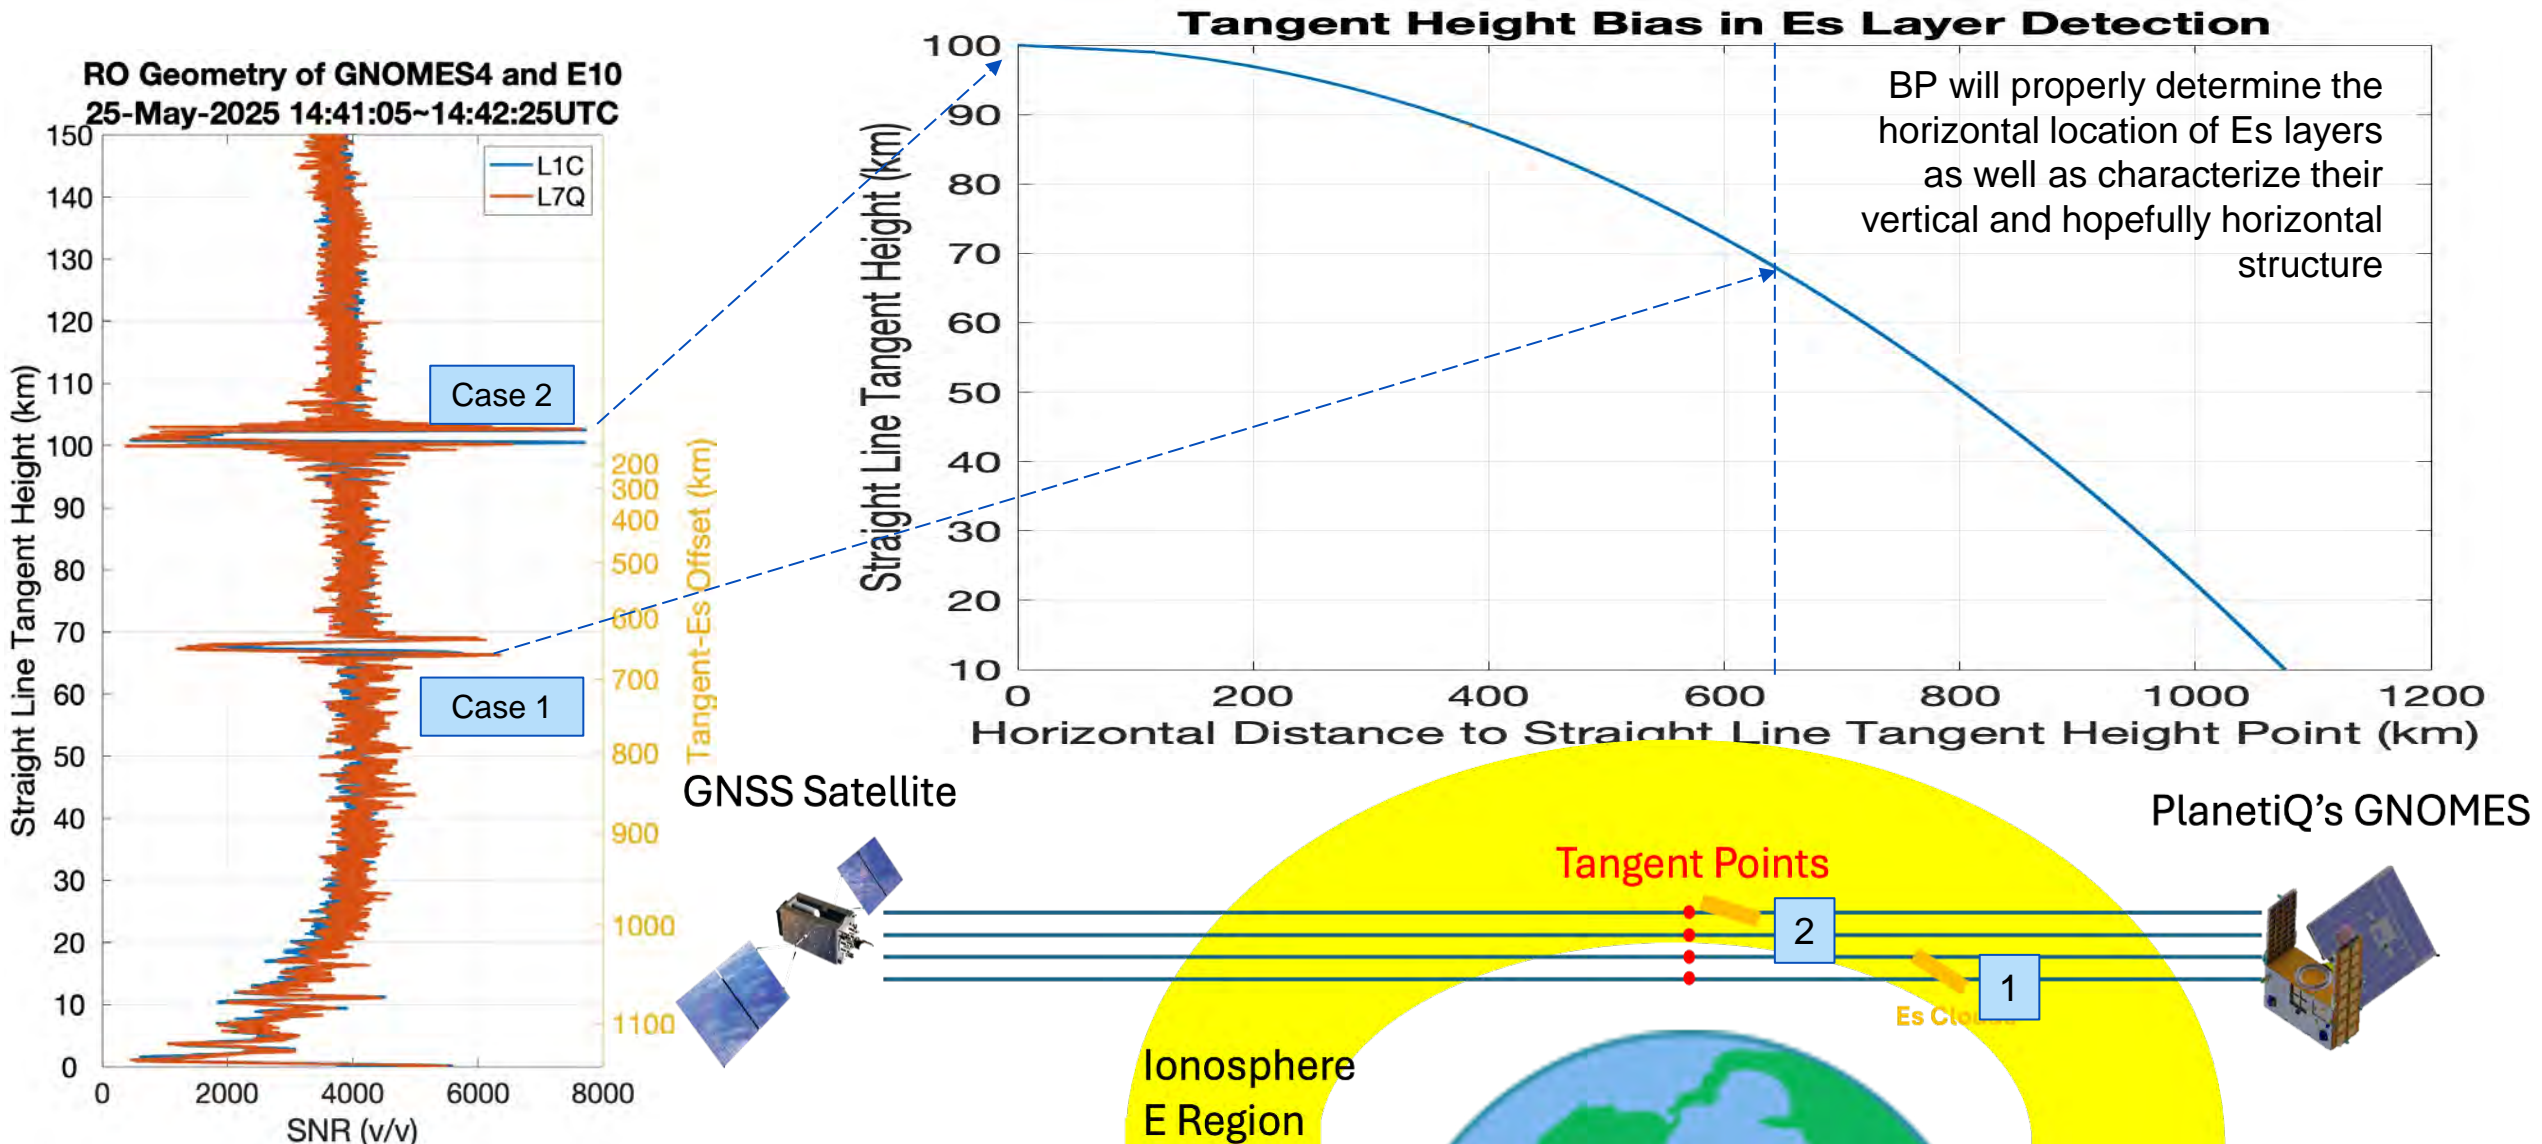 RO Geometry of GNOMES4 and E10
25-May-2025 14:41:05~14:42:25UTC
150
140
130
120
110
100
90
80
70
60
50
40
30
20
10
0
Straight Line Tangent Height (km)
L1C
L7Q
Case 2
Case 1
200
300
400
500
600
700
800
900
1000
1100
Tangent-Es Offset (km)
0
2000
4000
6000
8000
SNR (v/v)
Tangent Height Bias in Es Layer Detection
100
90
80
70
60
50
40
30
20
10
Straight Line Tangent Height (km)
BP will properly determine the
horizontal location of Es layers
as well as characterize their
vertical and hopefully horizontal
structure
0
200
400
600
800
1000
1200
Horizontal Distance to Straight Line Tangent Height Point (km)
GNSS Satellite
PlanetiQ's GNOMES
Tangent Points
2
1
Es
Ionosphere
E Region